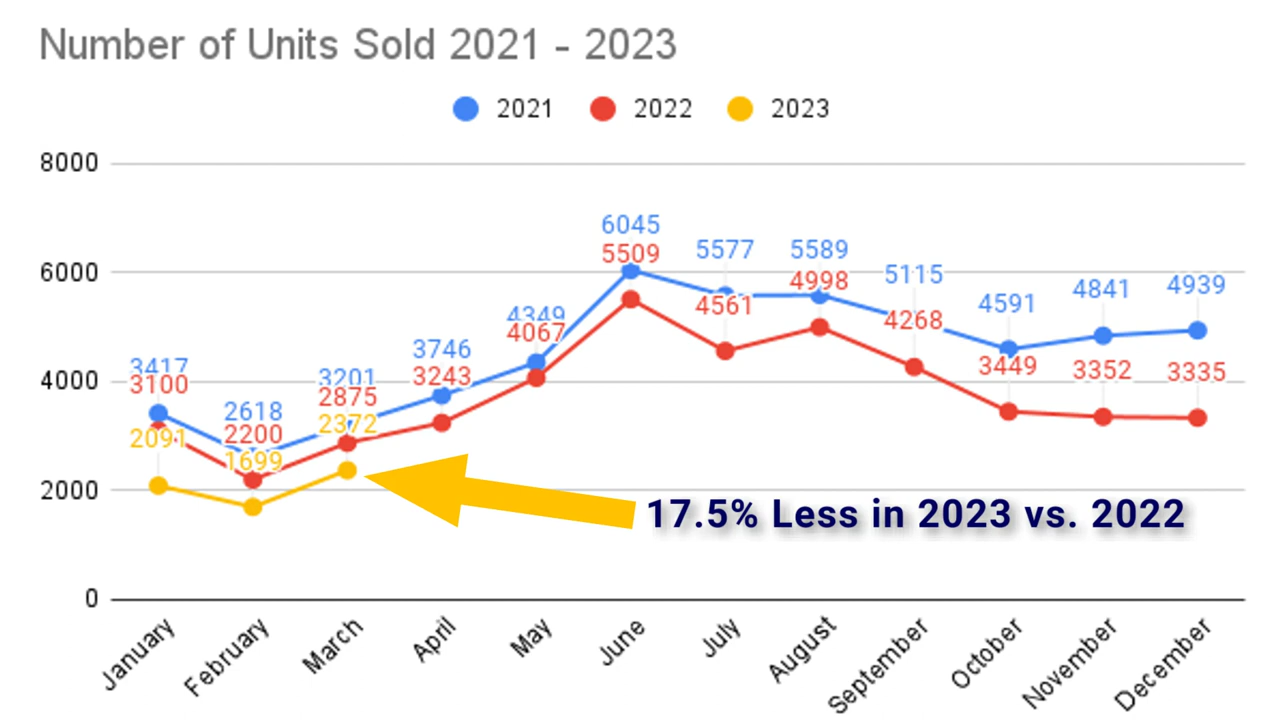 Number of Units Sold 2021 - 2023
2021 2022 2023
8000
6000
4000
2000
0
6045
5509
5577
5589
4998
5115
4561
4268
4939
4841
4591
4349
4067
3746
3243
3449
3352
3335
3417
3100
3201
2875
2372
2618
2200
2091
1699
17.5% Less in 2023 vs. 2022
January
February
March
April
May
June
July
August
September
October
November
December